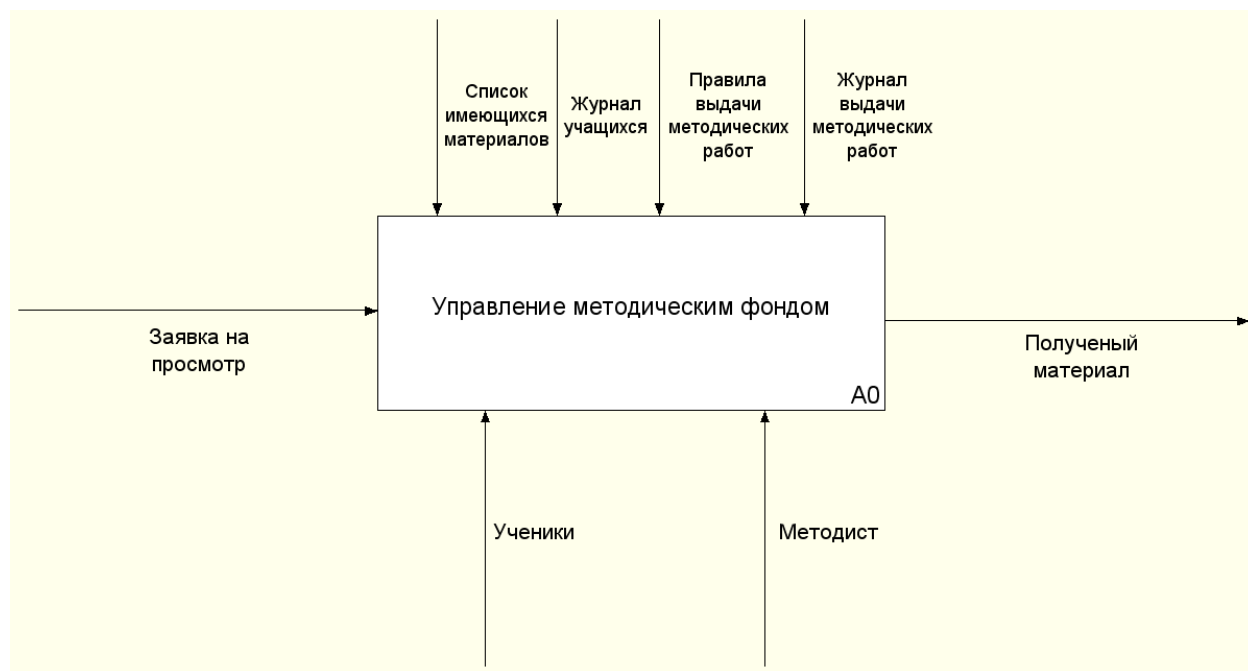 Список
имеющихся
материалов
Журнал
учащихся
Правила
выдачи
методических
работ
Журнал
выдачи
методических
работ
Управление методическим фондом
A0
Заявка на
просмотр
Полученый
материал
Ученики
Методист